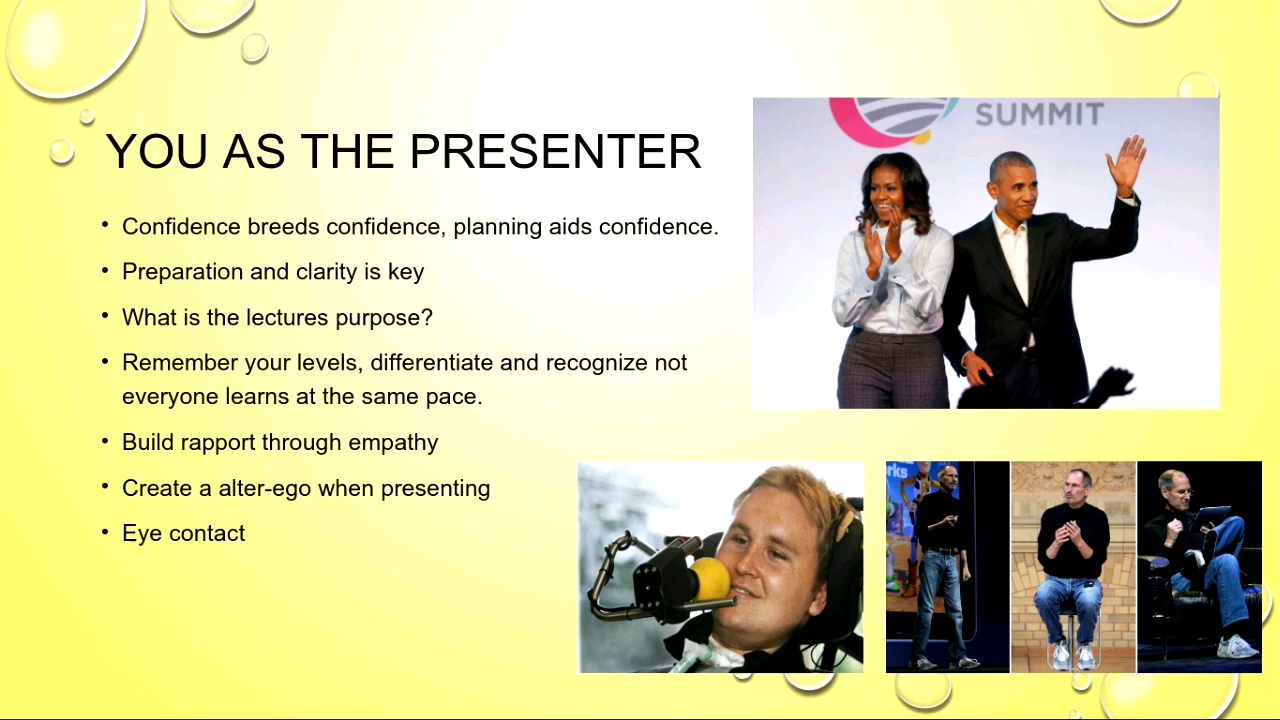 SUMMIT
YOU AS THE PRESENTER
• Confidence breeds confidence, planning aids confidence.
• Preparation and clarity is key
• What is the lectures purpose?
• Remember your levels, differentiate and recognize not
everyone learns at the same pace.
• Build rapport through empathy
• Create a alter-ego when presenting
• Eye contact
rks